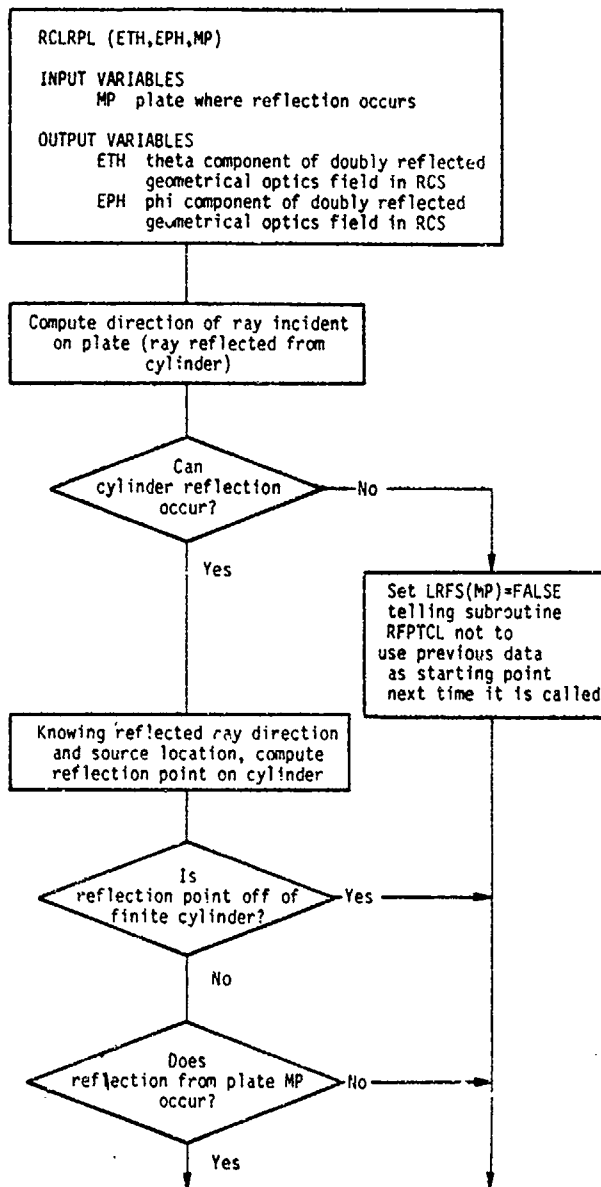 RCLRPL (ETH,EPH,MP)
INPUT VARIABLES
MP plate where reflection occurs
OUTPUT VARIABLES
ETH theta component of doubly reflected
geometrical optics field in RCS
EPH phi component of doubly reflected
geometrical optics field in RCS
Compute direction of ray incident
on plate (ray reflected from
cylinder)
Can
cylinder reflection
occur?
No
Yes
Set LRFS(MP)=FALSE
telling subroutine
RFPTCL not to
use previous data
as starting point
next time it is called
Knowing reflected ray direction
and source location, compute
reflection point on cylinder
Is
reflection point off of
finite cylinder?
Yes
No
Does
reflection from plate MP
occur?
No
Yes